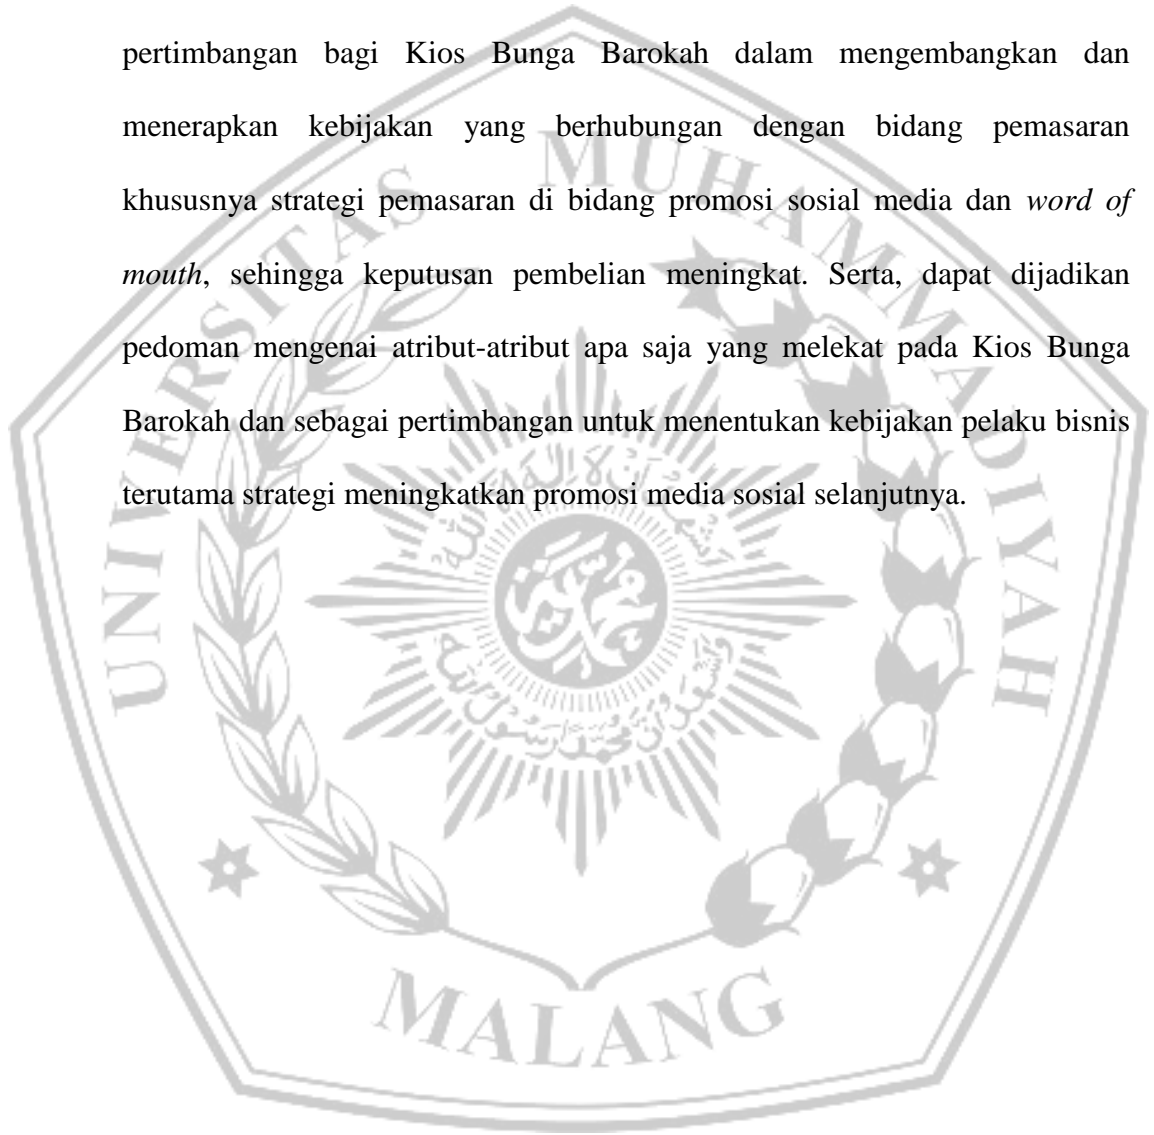 pertimbangan bagi Kios Bunga Barokah dalam mengembangkan dan
menerapkan kebijakan yang berhubungan dengan bidang pemasaran
khususnya strategi pemasaran di bidang promosi sosial media dan word of
mouth, sehingga keputusan pembelian meningkat. Serta, dapat dijadikan
pedoman mengenai atribut-atribut apa saja yang melekat pada Kios Bunga
Barokah dan sebagai pertimbangan untuk menentukan kebijakan pelaku bisnis
terutama strategi meningkatkan promosi media sosial selanjutnya.
UNIVERSITAS MUHAMMADIYAH
MALANG